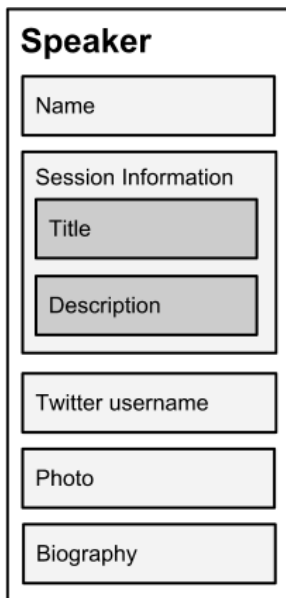 Speaker
Name
Session Information
Title
Description
Twitter username
Photo
Biography